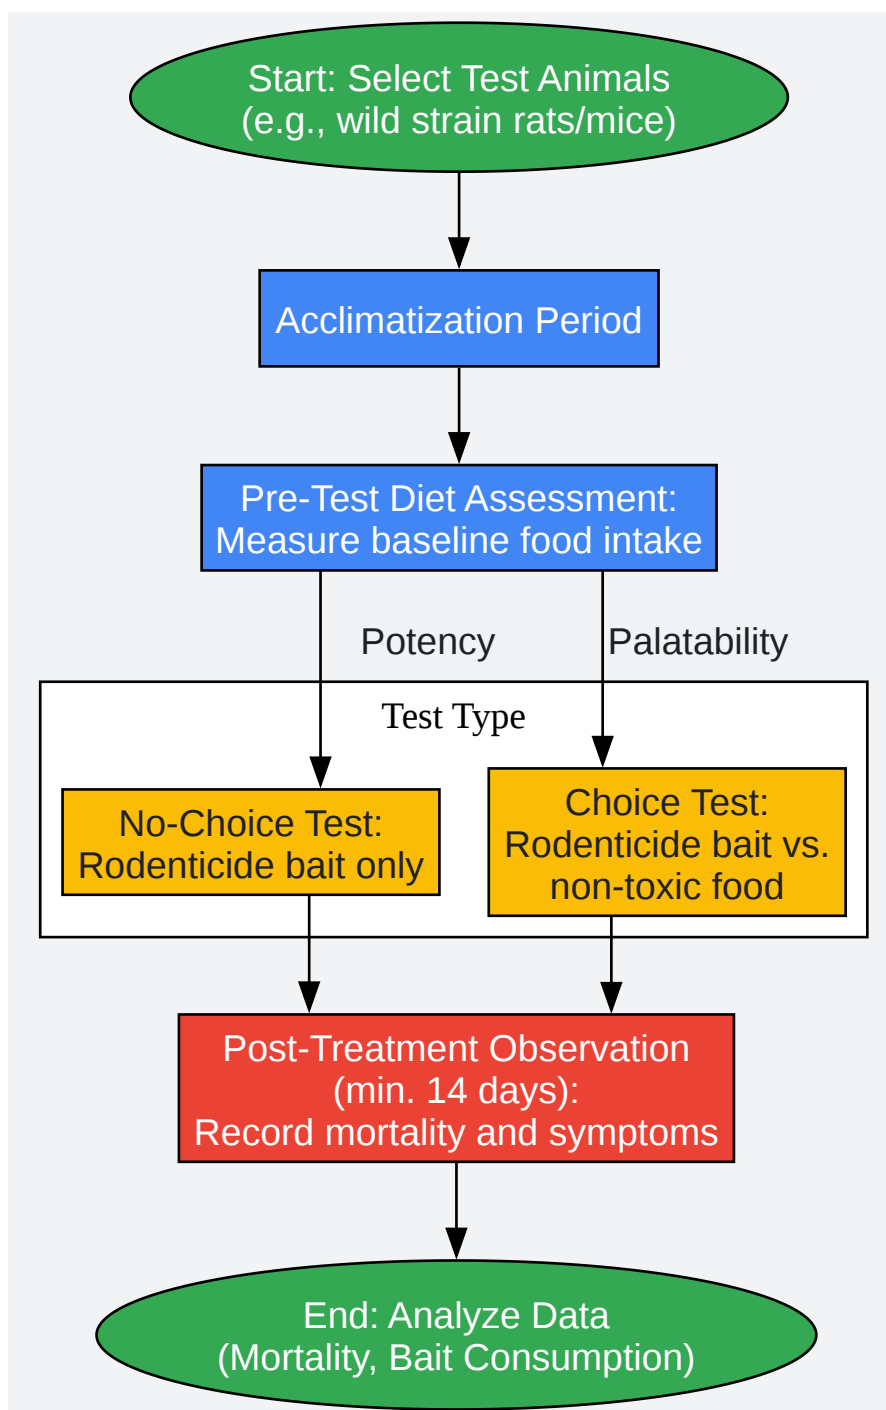 Start: Select Test Animals
(e.g., wild strain rats/mice)
Acclimatization Period
Pre-Test Diet Assessment:
Measure baseline food intake
Potency
Palatability
Test Type
No-Choice Test:
Rodenticide bait only
Choice Test:
Rodenticide bait vs.
non-toxic food
Post-Treatment Observation
(min. 14 days):
Record mortality and symptoms
End: Analyze Data
(Mortality, Bait Consumption)